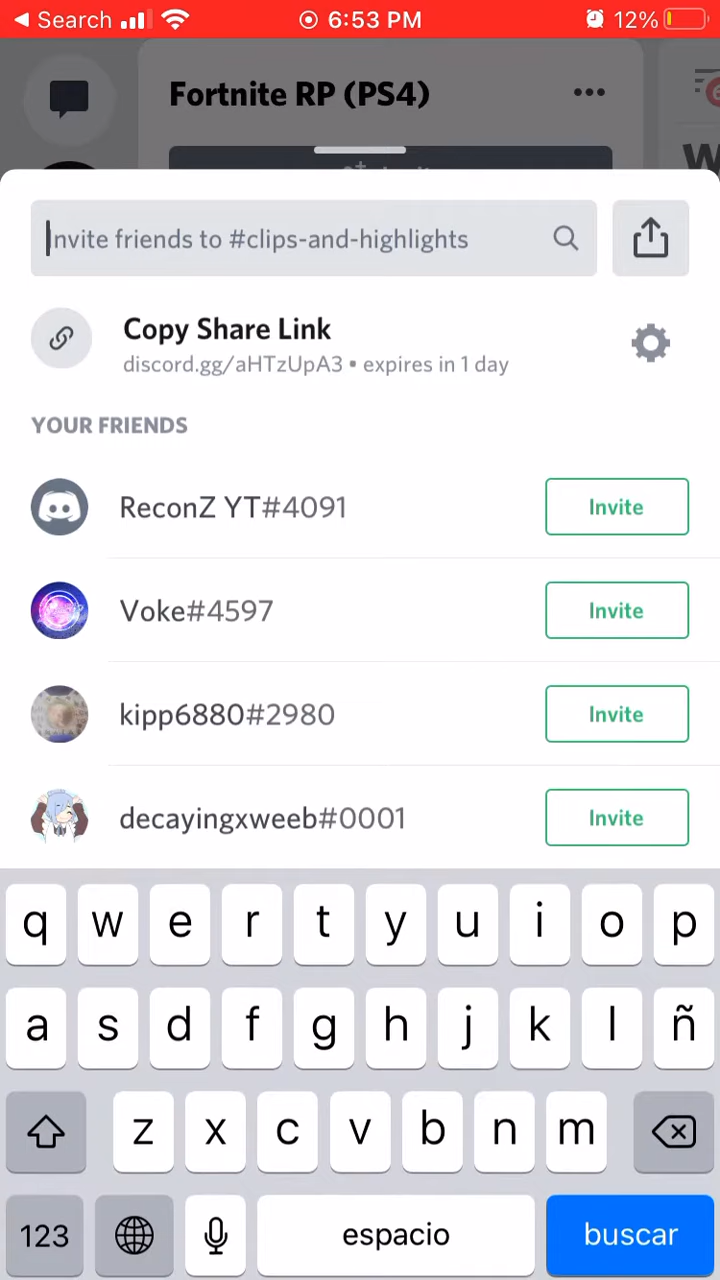 Search 6:53 PM 12%
Fortnite RP (PS4)
Invite friends to #clips-and-highlights
Copy Share Link
discord.gg/aHTzUpA3 • expires in 1 day
YOUR FRIENDS
ReconZ YT#4091 Invite
Voke#4597 Invite
kipp6880#2980 Invite
decayingxweeb#0001 Invite
q w e r t y u i o p
a s d f g h j k l ñ
z x c v b n m
123 espacio buscar